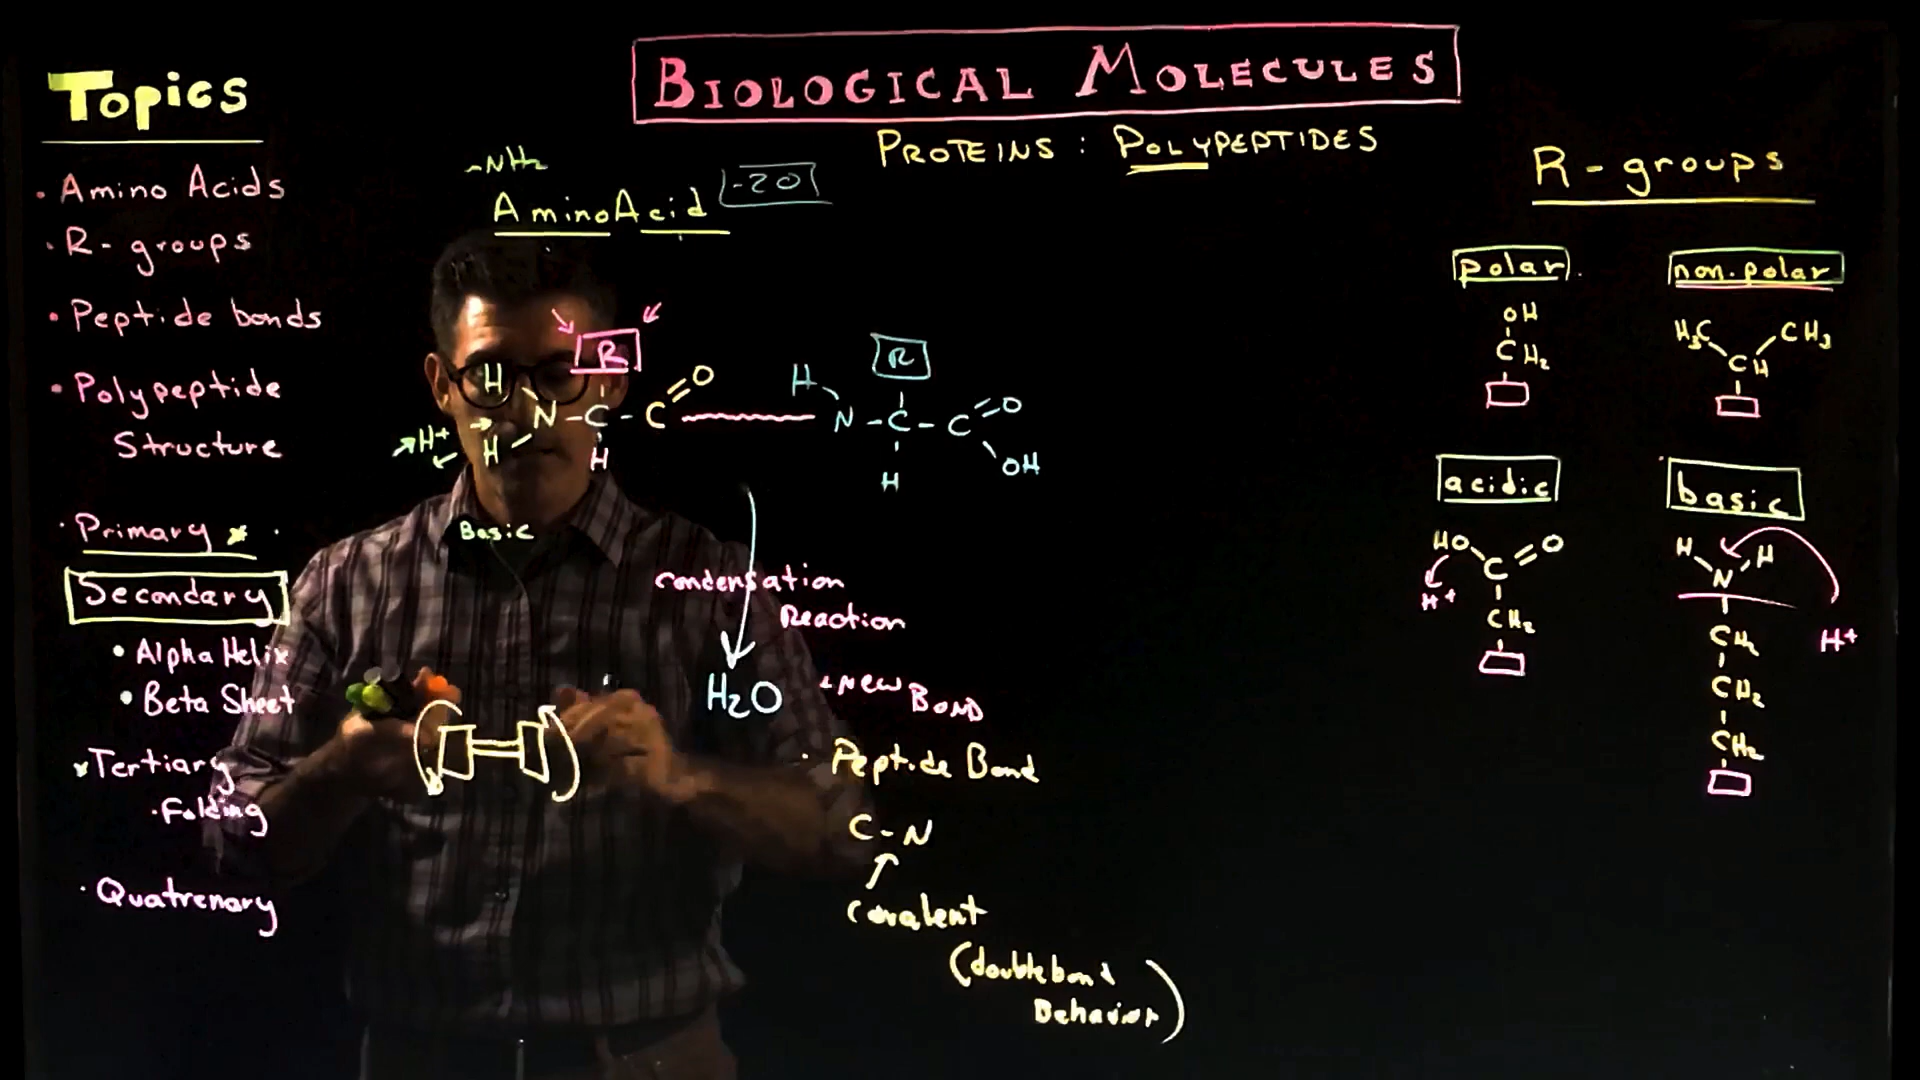 BIOLOGICAL MOLECULES
PROTEINS : POLYPEPTIDES
Topics
• Amino Acids
• R-groups
• Peptide bonds
• Polypeptide
Structure
• Primary
Secondary
• Alpha Helix
• Beta Sheet
Tertiary
• Folding
• Quatrenary
-NH2
Amino Acid
-20
R
H
N-C-C=O
H+
H
H
Basic
R
H
N-C-C=O
OH
H
Condensation
Reaction
H2O
+New Bond
• Peptide Bond
C-N
Covalent
(double bond
Behavior)
R-groups
polar
OH
CH2
non-polar
H3C
CH3
CH
acidic
HO
C=O
H+
CH2
basic
H
H
N
H+
CH2
CH2
CH2